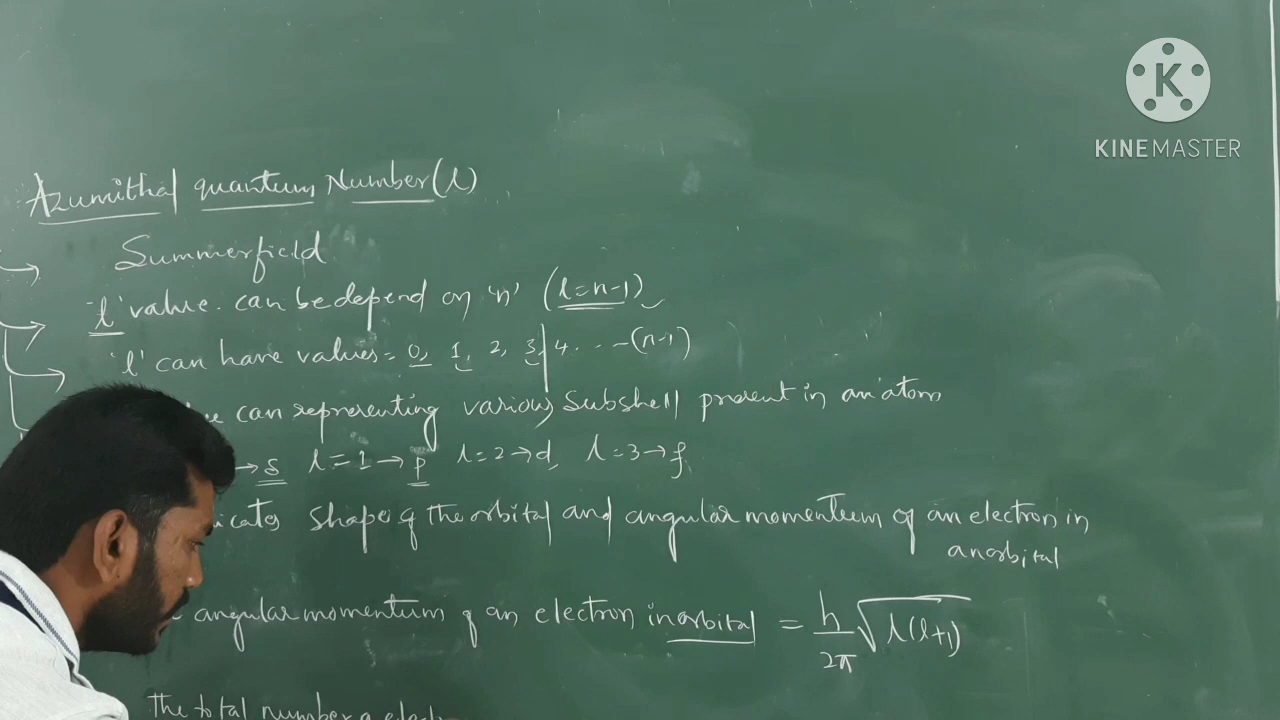 K
KINEMASTER
Azumithal quantum Number (l)
Summerfield
'l' value. can be depend on 'n' (l=n-1)
'l' can have values = 0, 1, 2, 3, 4. . . - (n-1)
can representing various subshell present in an atom
→ s l = 1 → p l = 2 → d, l = 3 → f
icates shape of the orbital and angular momentum of an electron in
an orbital
angular momentum of an electron in orbital = h/2π √l(l+1)
The total number